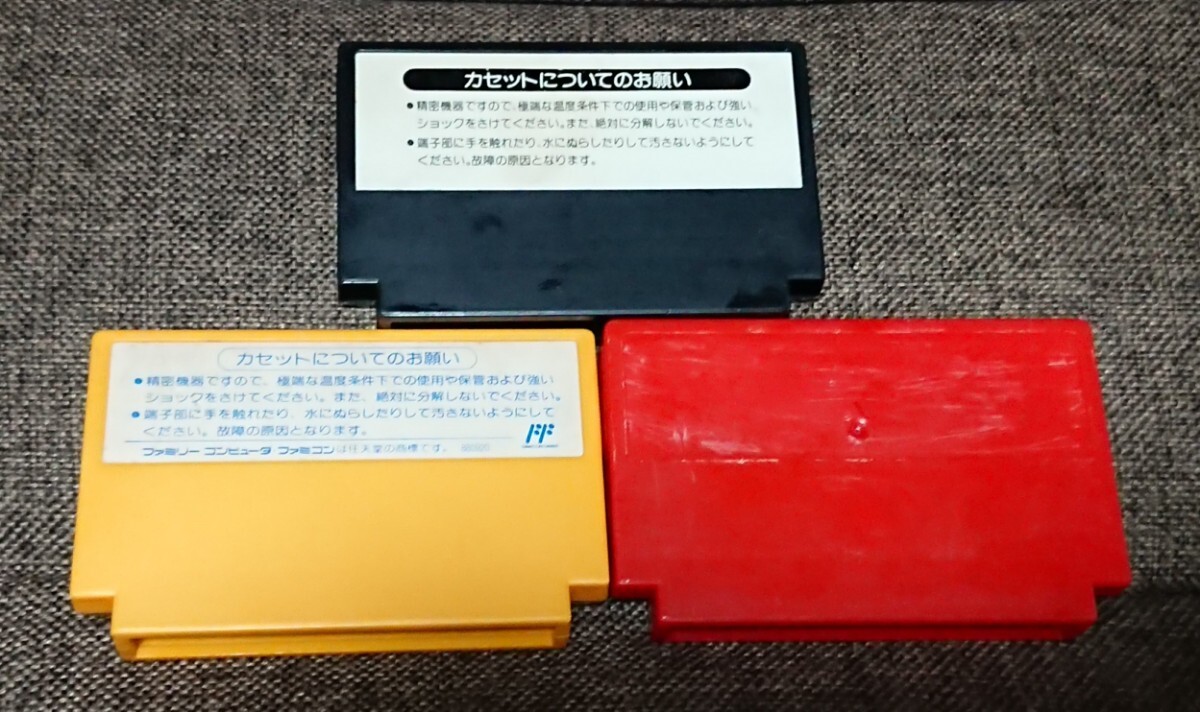 カセットについてのお願い
●精密機器ですので、極端な温度条件下での使用や保管および強い
ショックをさけてください。また、絶対に分解しないでください。
●端子部に手を触れたり、水にぬらしたりして汚さないようにして
ください。故障の原因となります。
カセットについてのお願い
●精密機器ですので、極端な温度条件下での使用や保管および強い
ショックをさけてください。また、絶対に分解しないでください。
●端子部に手を触れたり、水にぬらしたりして汚さないようにして
ください。故障の原因となります。
ファミリーコンピュータ ファミコンは任天堂の商標です。